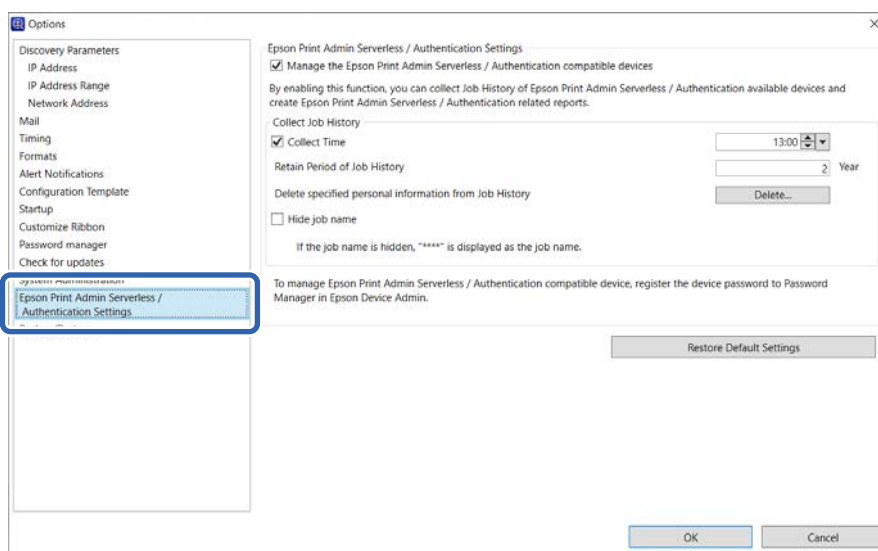 Options
Discovery Parameters
IP Address
IP Address Range
Network Address
Mail
Timing
Formats
Alert Notifications
Configuration Template
Startup
Customize Ribbon
Password manager
Check for updates
System Administration
Epson Print Admin Serverless /
Authentication Settings
Epson Print Admin Serverless / Authentication Settings
Manage the Epson Print Admin Serverless / Authentication compatible devices
By enabling this function, you can collect Job History of Epson Print Admin Serverless / Authentication available devices and
create Epson Print Admin Serverless / Authentication related reports.
Collect Job History
Collect Time 13:00
Retain Period of Job History 2 Year
Delete specified personal information from Job History Delete...
Hide job name
If the job name is hidden, "****" is displayed as the job name.
To manage Epson Print Admin Serverless / Authentication compatible device, register the device password to Password
Manager in Epson Device Admin.
Restore Default Settings
OK Cancel